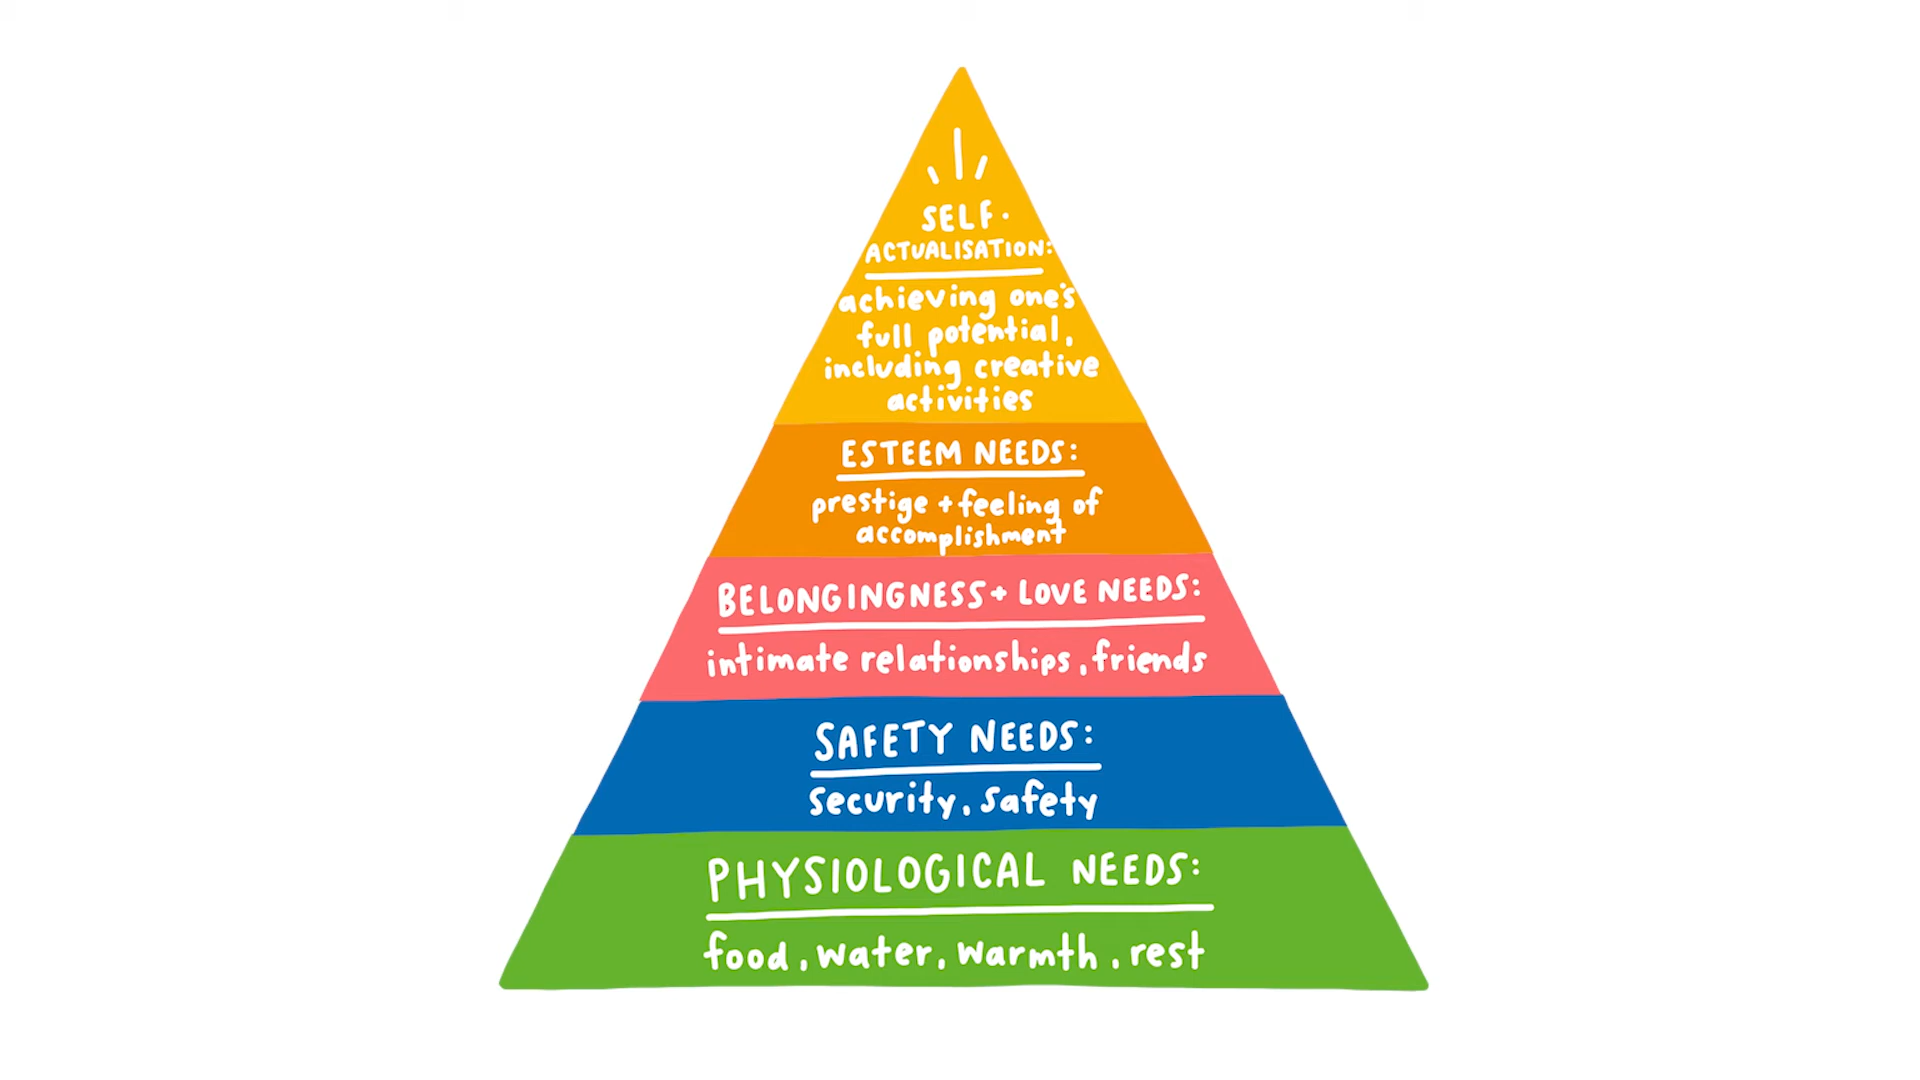 SELF-
ACTUALISATION:
achieving one's
full potential,
including creative
activities
ESTEEM NEEDS:
prestige + feeling of
accomplishment
BELONGINGNESS + LOVE NEEDS:
intimate relationships, friends
SAFETY NEEDS:
security, safety
PHYSIOLOGICAL NEEDS:
food, water, warmth, rest